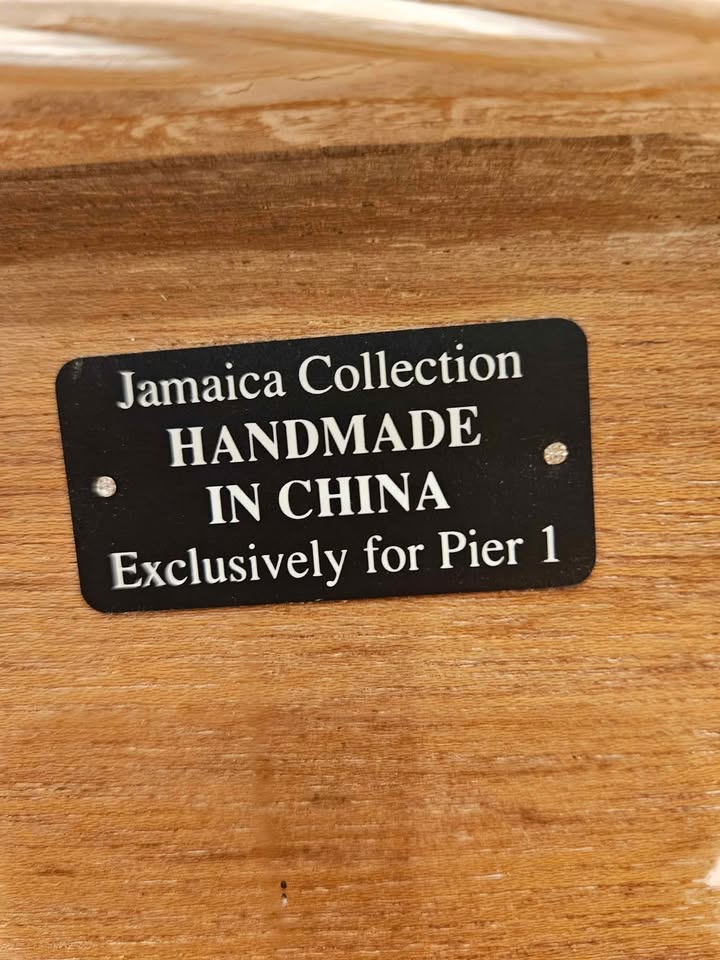 Jamaica Collection
HANDMADE
IN CHINA
Exclusively for Pier 1